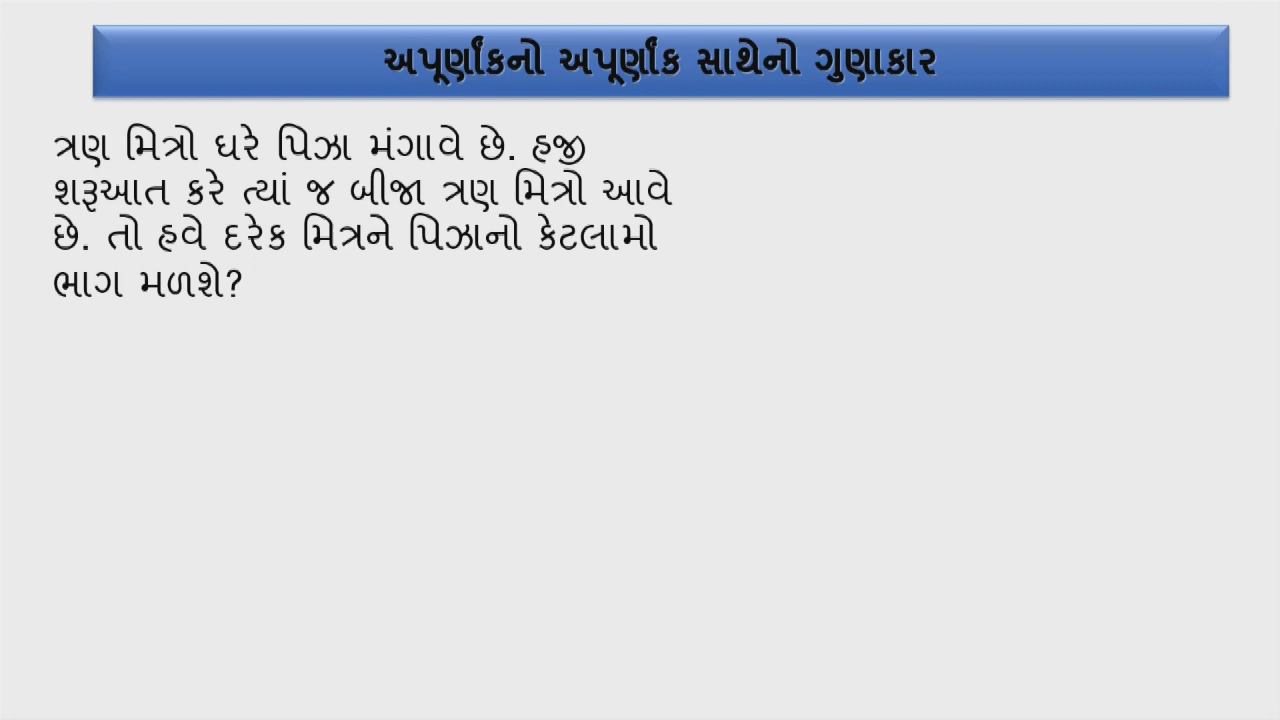 અપૂર્ણાંકનો અપૂર્ણાંક સાથેનો ગુણાકાર
ત્રણ મિત્રો ઘરે પિઝા મંગાવે છે. હજી
શરૂઆત કરે ત્યાં જ બીજા ત્રણ મિત્રો આવે
છે. તો હવે દરેક મિત્રને પિઝાનો કેટલામો
ભાગ મળશે?